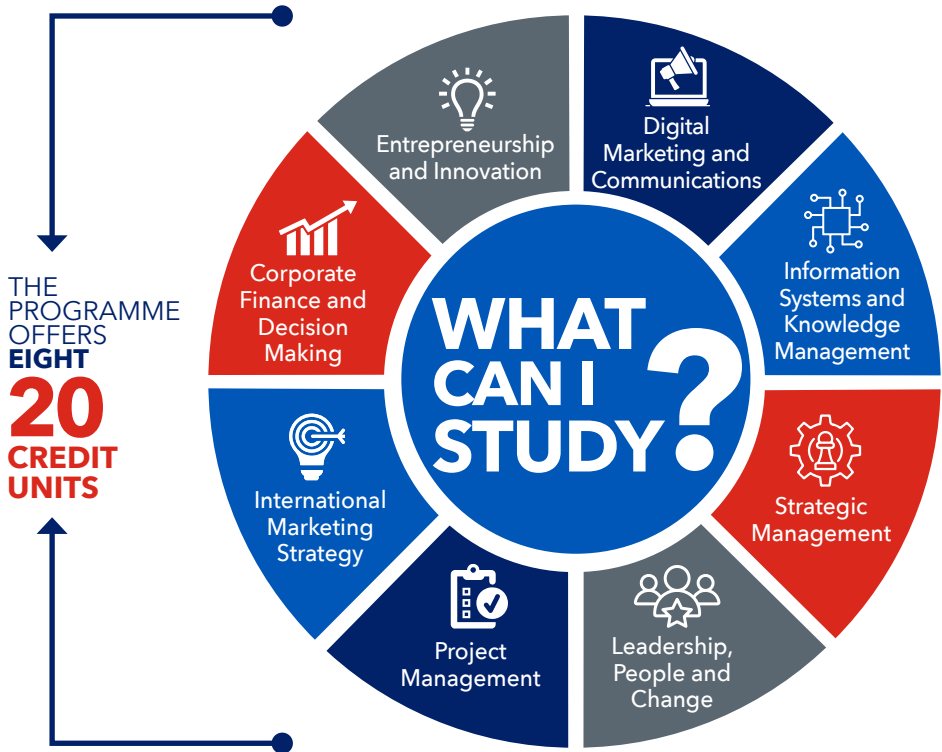 THE
PROGRAMME
OFFERS
EIGHT
20
CREDIT
UNITS
WHAT
CAN I
STUDY?
Digital
Marketing and
Communications
Information
Systems and
Knowledge
Management
Strategic
Management
Leadership,
People and
Change
Project
Management
International
Marketing
Strategy
Corporate
Finance and
Decision
Making
Entrepreneurship
and Innovation